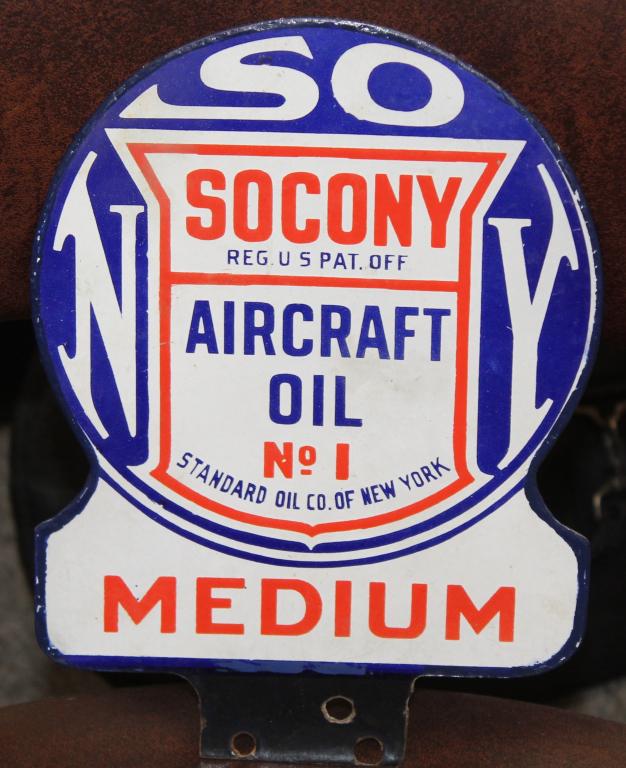 SO
N Y
SOCONY
REG. U S PAT. OFF
AIRCRAFT
OIL
Nº 1
STANDARD OIL CO. OF NEW YORK
MEDIUM